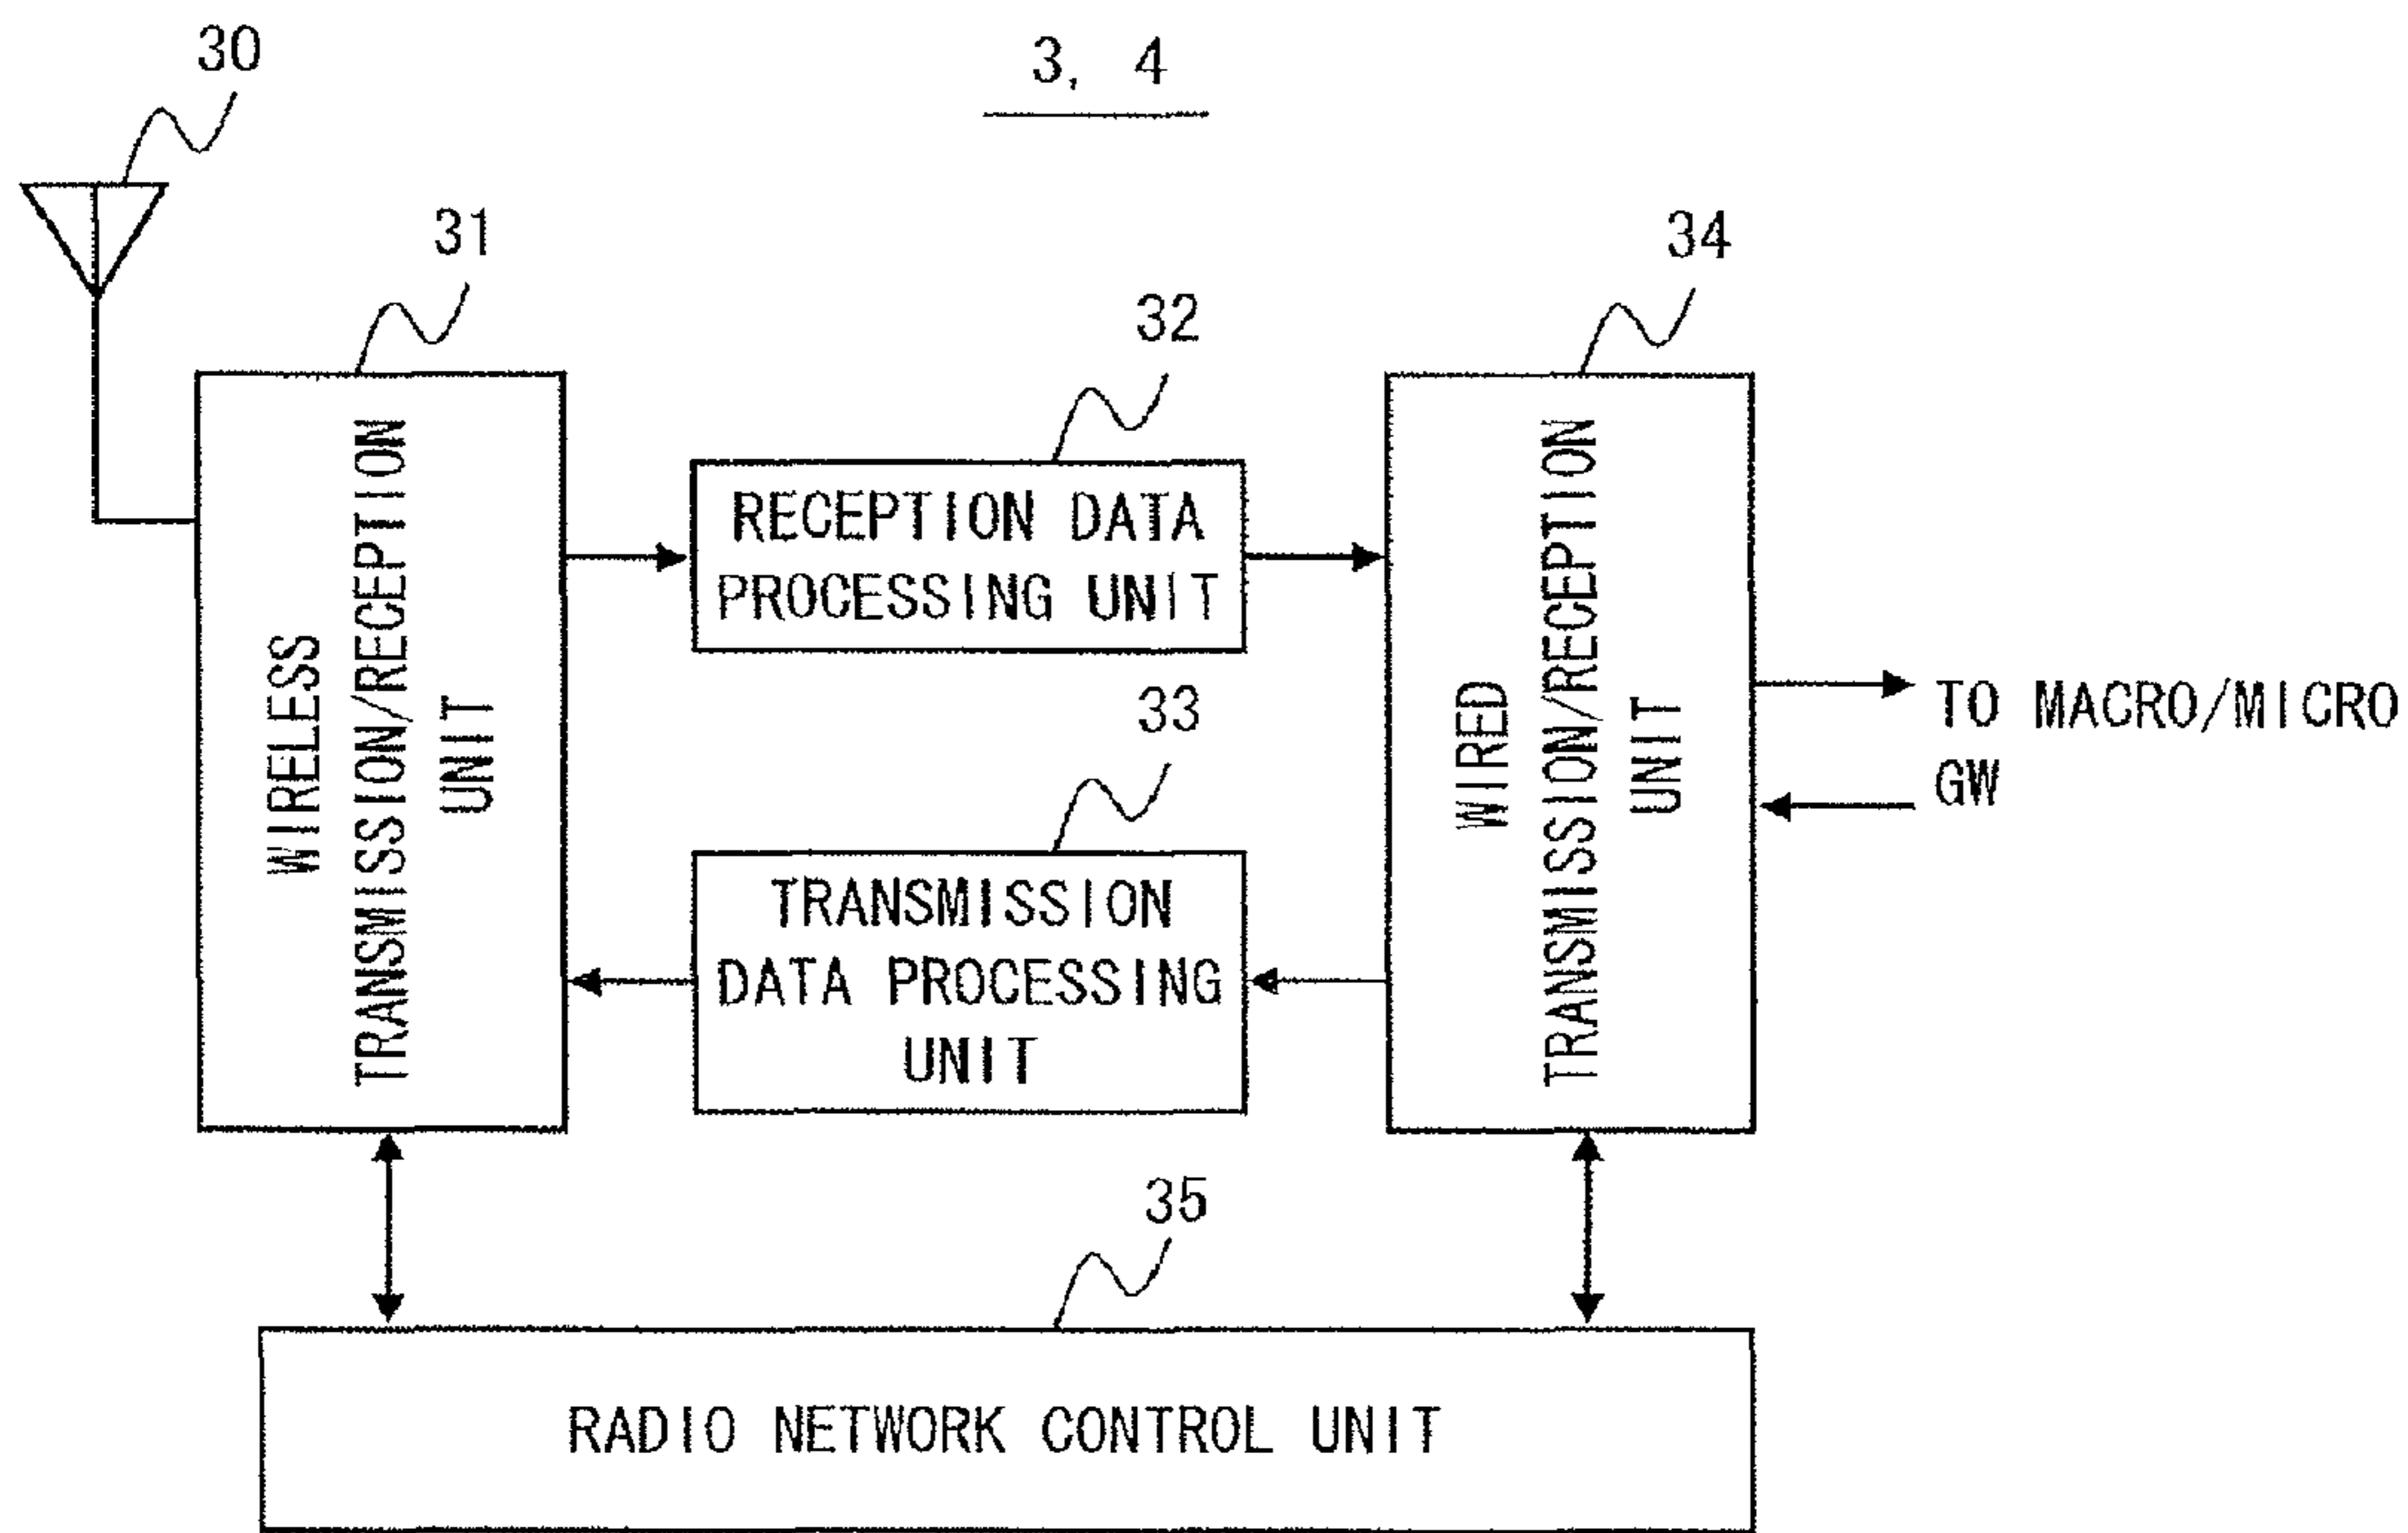 30
3, 4
31
34
32
WIRELESS
TRANSMISSION/RECEPTION
UNIT
RECEPTION DATA
PROCESSING UNIT
WIRED
TRANSMISSION/RECEPTION
UNIT
TO MACRO/MICRO
GW
33
TRANSMISSION
DATA PROCESSING
UNIT
35
RADIO NETWORK CONTROL UNIT